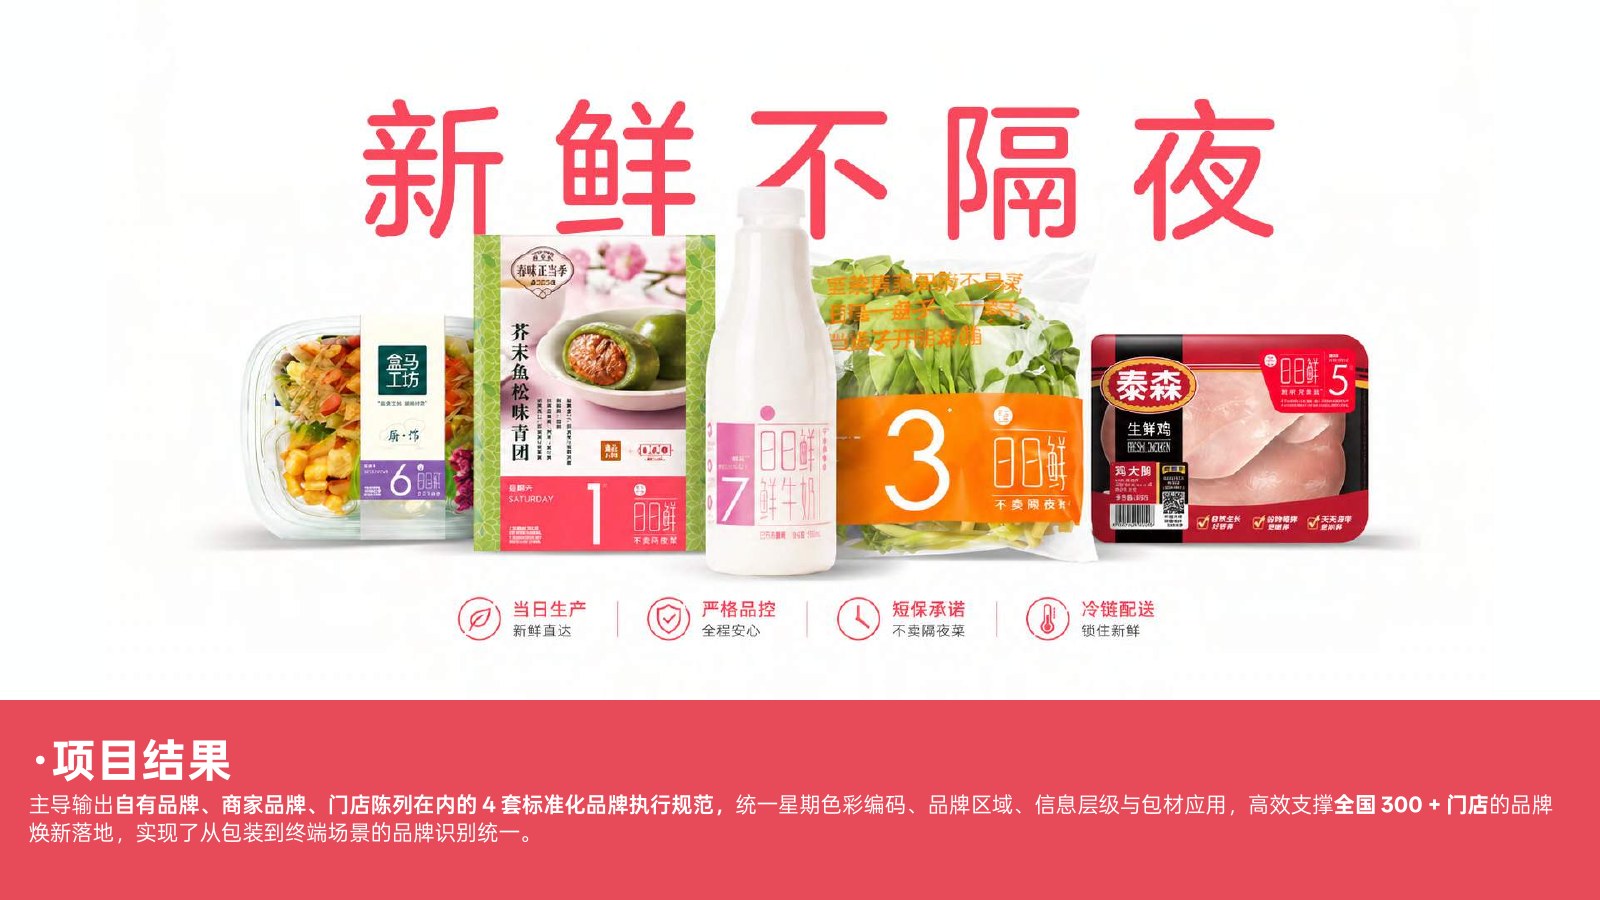 新鲜不隔夜
盒马
工坊
6
日日鲜
春味正当季
芥末鱼松味青团
SATURDAY
1
日日鲜
不卖隔夜菜
7
日日鲜
鲜牛奶
3
日日鲜
不卖隔夜
泰森
日日鲜
5
生鲜鸡
FRESH CHICKEN
鸡大胸
当日生产
新鲜直达
严格品控
全程安心
短保承诺
不卖隔夜菜
冷链配送
锁住新鲜
·项目结果
主导输出自有品牌、商家品牌、门店陈列在内的 4 套标准化品牌执行规范，统一星期色彩编码、品牌区域、信息层级与包材应用，高效支撑全国 300 + 门店的品牌
焕新落地，实现了从包装到终端场景的品牌识别统一。